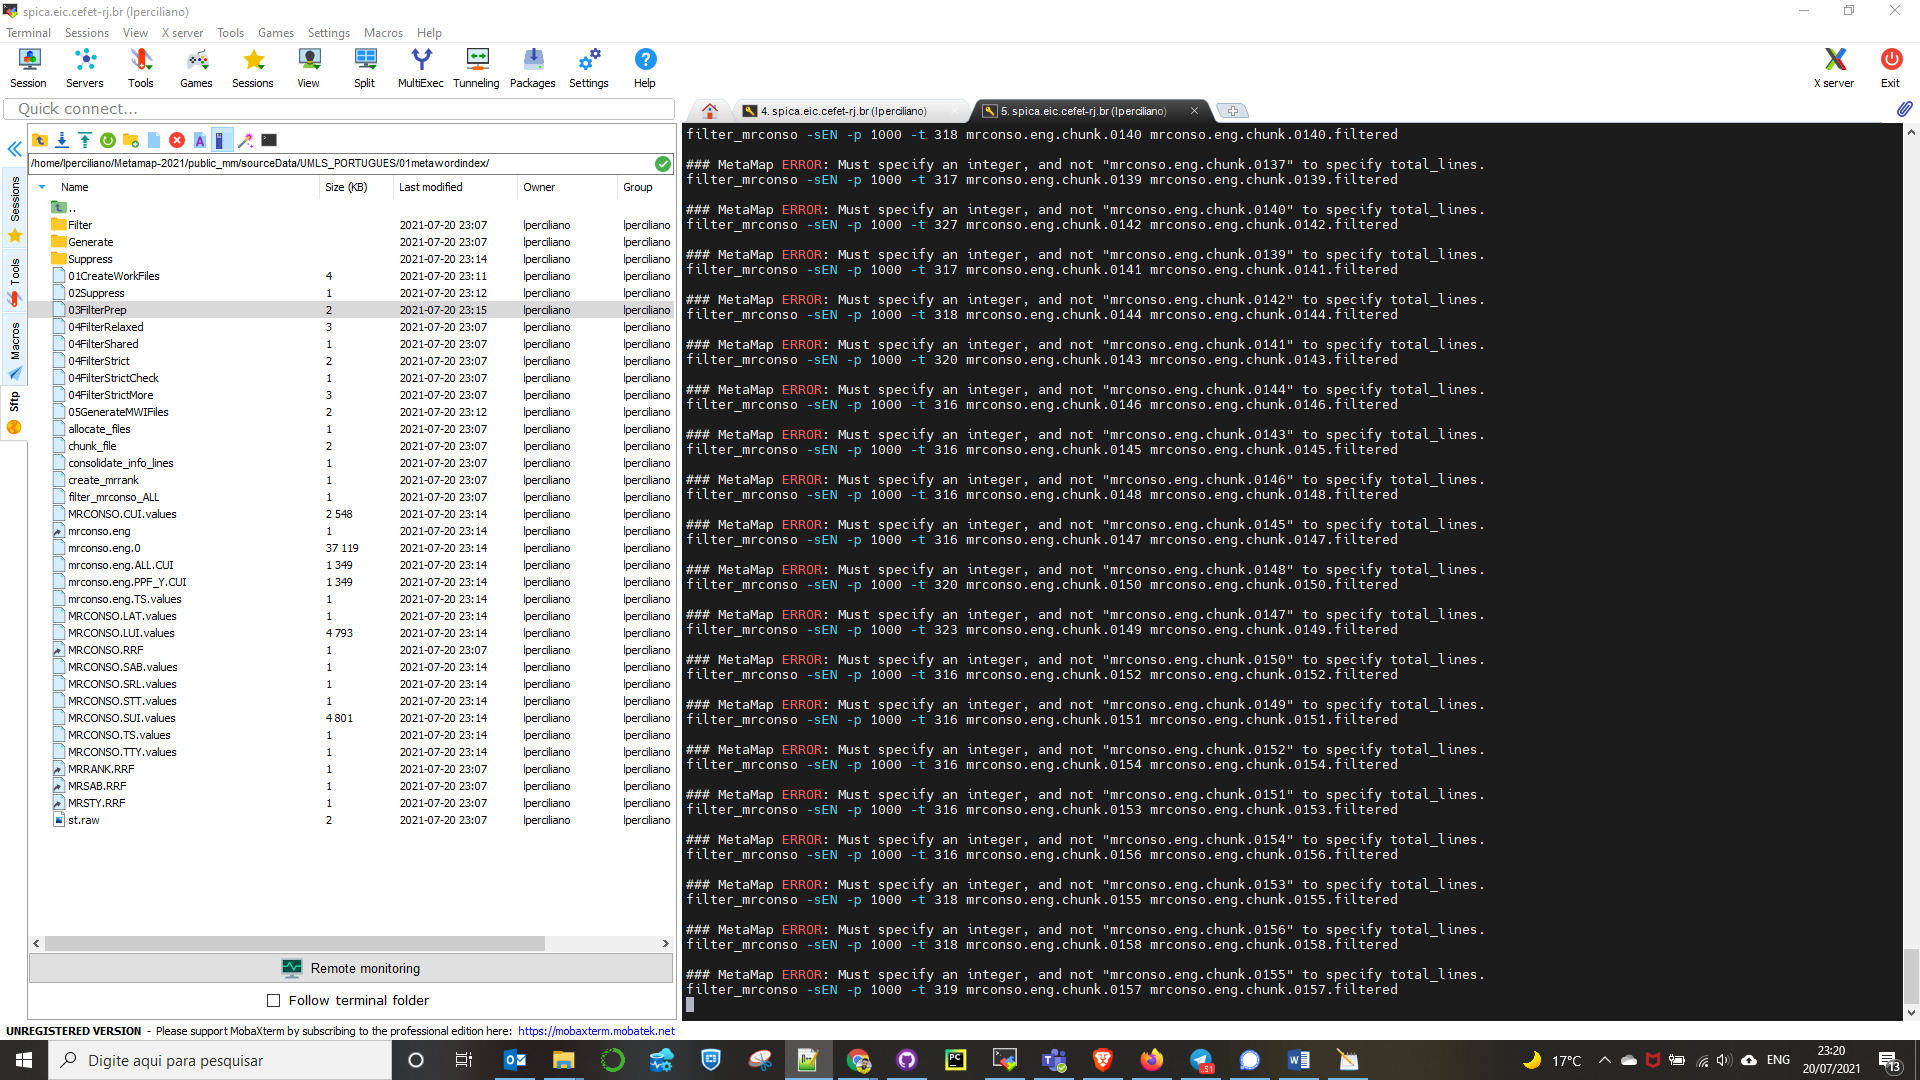 spica.eic.cefet-rj.br (lperciliano)
Terminal Sessions View X server Tools Games Settings Macros Help
Session Servers Tools Games Sessions View Split MultiExec Tunneling Packages Settings Help X server Exit
Quick connect...
4. spica.eic.cefet-rj.br (lperciliano)
5. spica.eic.cefet-rj.br (lperciliano)
/home/lperciliano/Metamap-2021/public_mm/sourceData/UMLS_PORTUGUES/01metawordindex/
Sessions
Tools
Macros
Sftp
Name Size (KB) Last modified Owner Group
..
Filter 2021-07-20 23:07 lperciliano lperciliano
Generate 2021-07-20 23:07 lperciliano lperciliano
Suppress 2021-07-20 23:14 lperciliano lperciliano
01CreateWorkFiles 4 2021-07-20 23:11 lperciliano lperciliano
02Suppress 1 2021-07-20 23:12 lperciliano lperciliano
03FilterPrep 2 2021-07-20 23:15 lperciliano lperciliano
04FilterRelaxed 3 2021-07-20 23:07 lperciliano lperciliano
04FilterShared 1 2021-07-20 23:07 lperciliano lperciliano
04FilterStrict 2 2021-07-20 23:07 lperciliano lperciliano
04FilterStrictCheck 1 2021-07-20 23:07 lperciliano lperciliano
04FilterStrictMore 3 2021-07-20 23:07 lperciliano lperciliano
05GenerateMWIFiles 2 2021-07-20 23:12 lperciliano lperciliano
allocate_files 1 2021-07-20 23:07 lperciliano lperciliano
chunk_file 2 2021-07-20 23:07 lperciliano lperciliano
consolidate_info_lines 1 2021-07-20 23:07 lperciliano lperciliano
create_mrrank 1 2021-07-20 23:07 lperciliano lperciliano
filter_mrconso_ALL 1 2021-07-20 23:07 lperciliano lperciliano
MRCONSO.CUI.values 2 548 2021-07-20 23:14 lperciliano lperciliano
mrconso.eng 1 2021-07-20 23:14 lperciliano lperciliano
mrconso.eng.0 37 119 2021-07-20 23:14 lperciliano lperciliano
mrconso.eng.ALL.CUI 1 349 2021-07-20 23:14 lperciliano lperciliano
mrconso.eng.PPF_Y.CUI 1 349 2021-07-20 23:14 lperciliano lperciliano
mrconso.eng.TS.values 1 2021-07-20 23:14 lperciliano lperciliano
MRCONSO.LAT.values 1 2021-07-20 23:14 lperciliano lperciliano
MRCONSO.LUI.values 4 793 2021-07-20 23:14 lperciliano lperciliano
MRCONSO.RRF 1 2021-07-20 23:07 lperciliano lperciliano
MRCONSO.SAB.values 1 2021-07-20 23:14 lperciliano lperciliano
MRCONSO.SRL.values 1 2021-07-20 23:14 lperciliano lperciliano
MRCONSO.STT.values 1 2021-07-20 23:14 lperciliano lperciliano
MRCONSO.SUI.values 4 801 2021-07-20 23:14 lperciliano lperciliano
MRCONSO.TS.values 1 2021-07-20 23:14 lperciliano lperciliano
MRCONSO.TTY.values 1 2021-07-20 23:14 lperciliano lperciliano
MRRANK.RRF 1 2021-07-20 23:07 lperciliano lperciliano
MRSAB.RRF 1 2021-07-20 23:07 lperciliano lperciliano
MRSTY.RRF 1 2021-07-20 23:07 lperciliano lperciliano
st.raw 2 2021-07-20 23:07 lperciliano lperciliano
Remote monitoring
Follow terminal folder
filter_mrconso -sEN -p 1000 -t 318 mrconso.eng.chunk.0140 mrconso.eng.chunk.0140.filtered
### MetaMap ERROR: Must specify an integer, and not "mrconso.eng.chunk.0137" to specify total_lines.
filter_mrconso -sEN -p 1000 -t 317 mrconso.eng.chunk.0139 mrconso.eng.chunk.0139.filtered
### MetaMap ERROR: Must specify an integer, and not "mrconso.eng.chunk.0140" to specify total_lines.
filter_mrconso -sEN -p 1000 -t 327 mrconso.eng.chunk.0142 mrconso.eng.chunk.0142.filtered
### MetaMap ERROR: Must specify an integer, and not "mrconso.eng.chunk.0139" to specify total_lines.
filter_mrconso -sEN -p 1000 -t 317 mrconso.eng.chunk.0141 mrconso.eng.chunk.0141.filtered
### MetaMap ERROR: Must specify an integer, and not "mrconso.eng.chunk.0142" to specify total_lines.
filter_mrconso -sEN -p 1000 -t 318 mrconso.eng.chunk.0144 mrconso.eng.chunk.0144.filtered
### MetaMap ERROR: Must specify an integer, and not "mrconso.eng.chunk.0141" to specify total_lines.
filter_mrconso -sEN -p 1000 -t 320 mrconso.eng.chunk.0143 mrconso.eng.chunk.0143.filtered
### MetaMap ERROR: Must specify an integer, and not "mrconso.eng.chunk.0144" to specify total_lines.
filter_mrconso -sEN -p 1000 -t 316 mrconso.eng.chunk.0146 mrconso.eng.chunk.0146.filtered
### MetaMap ERROR: Must specify an integer, and not "mrconso.eng.chunk.0143" to specify total_lines.
filter_mrconso -sEN -p 1000 -t 316 mrconso.eng.chunk.0145 mrconso.eng.chunk.0145.filtered
### MetaMap ERROR: Must specify an integer, and not "mrconso.eng.chunk.0146" to specify total_lines.
filter_mrconso -sEN -p 1000 -t 316 mrconso.eng.chunk.0148 mrconso.eng.chunk.0148.filtered
### MetaMap ERROR: Must specify an integer, and not "mrconso.eng.chunk.0145" to specify total_lines.
filter_mrconso -sEN -p 1000 -t 316 mrconso.eng.chunk.0147 mrconso.eng.chunk.0147.filtered
### MetaMap ERROR: Must specify an integer, and not "mrconso.eng.chunk.0148" to specify total_lines.
filter_mrconso -sEN -p 1000 -t 320 mrconso.eng.chunk.0150 mrconso.eng.chunk.0150.filtered
### MetaMap ERROR: Must specify an integer, and not "mrconso.eng.chunk.0147" to specify total_lines.
filter_mrconso -sEN -p 1000 -t 323 mrconso.eng.chunk.0149 mrconso.eng.chunk.0149.filtered
### MetaMap ERROR: Must specify an integer, and not "mrconso.eng.chunk.0150" to specify total_lines.
filter_mrconso -sEN -p 1000 -t 316 mrconso.eng.chunk.0152 mrconso.eng.chunk.0152.filtered
### MetaMap ERROR: Must specify an integer, and not "mrconso.eng.chunk.0149" to specify total_lines.
filter_mrconso -sEN -p 1000 -t 316 mrconso.eng.chunk.0151 mrconso.eng.chunk.0151.filtered
### MetaMap ERROR: Must specify an integer, and not "mrconso.eng.chunk.0152" to specify total_lines.
filter_mrconso -sEN -p 1000 -t 316 mrconso.eng.chunk.0154 mrconso.eng.chunk.0154.filtered
### MetaMap ERROR: Must specify an integer, and not "mrconso.eng.chunk.0151" to specify total_lines.
filter_mrconso -sEN -p 1000 -t 316 mrconso.eng.chunk.0153 mrconso.eng.chunk.0153.filtered
### MetaMap ERROR: Must specify an integer, and not "mrconso.eng.chunk.0154" to specify total_lines.
filter_mrconso -sEN -p 1000 -t 316 mrconso.eng.chunk.0156 mrconso.eng.chunk.0156.filtered
### MetaMap ERROR: Must specify an integer, and not "mrconso.eng.chunk.0153" to specify total_lines.
filter_mrconso -sEN -p 1000 -t 318 mrconso.eng.chunk.0155 mrconso.eng.chunk.0155.filtered
### MetaMap ERROR: Must specify an integer, and not "mrconso.eng.chunk.0156" to specify total_lines.
filter_mrconso -sEN -p 1000 -t 318 mrconso.eng.chunk.0158 mrconso.eng.chunk.0158.filtered
### MetaMap ERROR: Must specify an integer, and not "mrconso.eng.chunk.0155" to specify total_lines.
filter_mrconso -sEN -p 1000 -t 319 mrconso.eng.chunk.0157 mrconso.eng.chunk.0157.filtered
UNREGISTERED VERSION - Please support MobaXterm by subscribing to the professional edition here: https://mobaxterm.mobatek.net
Digite aqui para pesquisar
17°C
ENG
23:20
20/07/2021
13